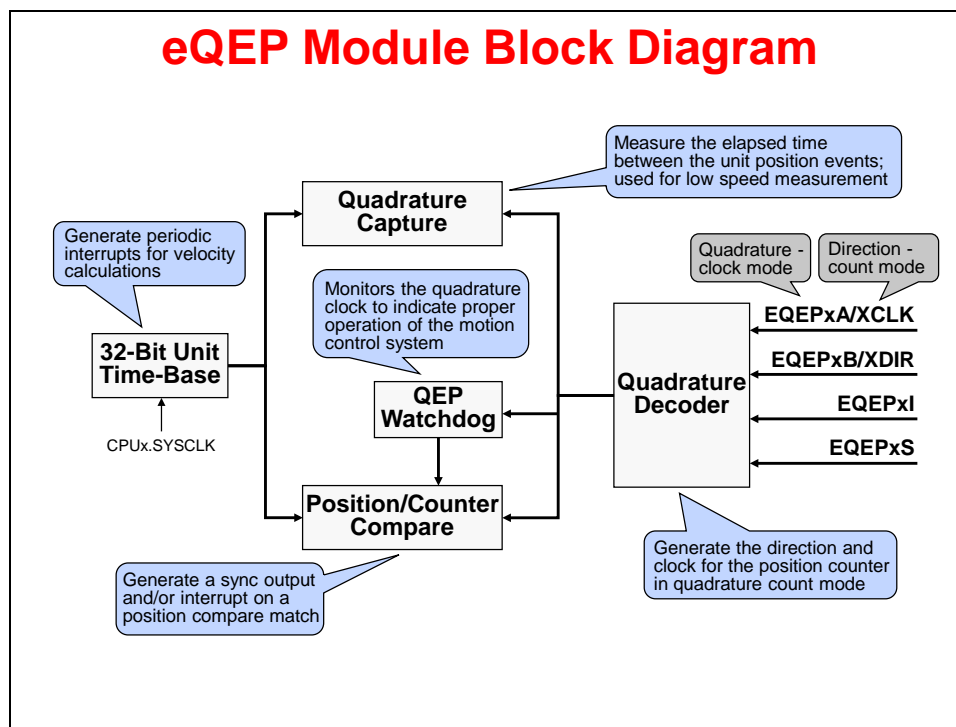 eQEP Module Block Diagram
Measure the elapsed time
between the unit position events;
used for low speed measurement
Quadrature
Capture
Generate periodic
interrupts for velocity
calculations
Quadrature -
clock mode
Direction -
count mode
Monitors the quadrature
clock to indicate proper
operation of the motion
control system
EQEPxA/XCLK
32-Bit Unit
Time-Base
EQEPxB/XDIR
Quadrature
Decoder
QEP
Watchdog
EQEPxI
CPUx.SYSCLK
EQEPxS
Position/Counter
Compare
Generate the direction and
clock for the position counter
in quadrature count mode
Generate a sync output
and/or interrupt on a
position compare match